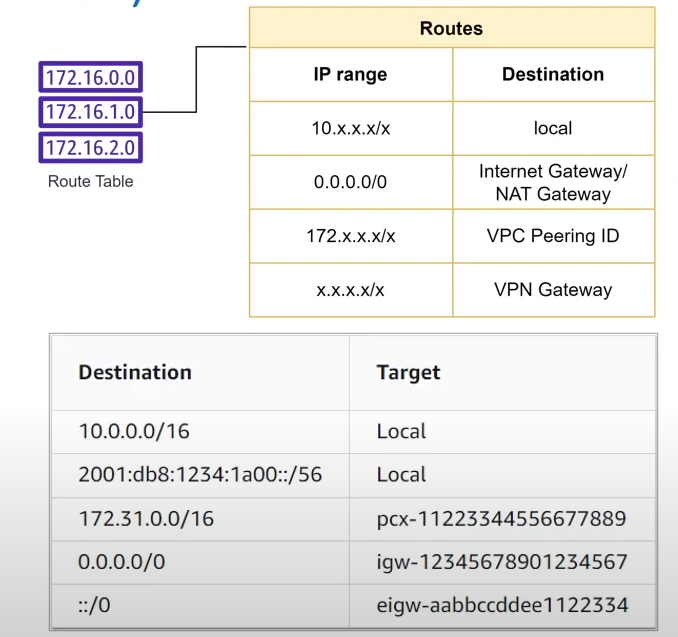 172.16.0.0
172.16.1.0
172.16.2.0
Route Table
Routes
IP range Destination
10.x.x.x/x local
0.0.0.0/0 Internet Gateway/
NAT Gateway
172.x.x.x/x VPC Peering ID
x.x.x.x/x VPN Gateway
Destination Target
10.0.0.0/16 Local
2001:db8:1234:1a00::/56 Local
172.31.0.0/16 pcx-11223344556677889
0.0.0.0/0 igw-12345678901234567
::/0 eigw-aabbccddee1122334